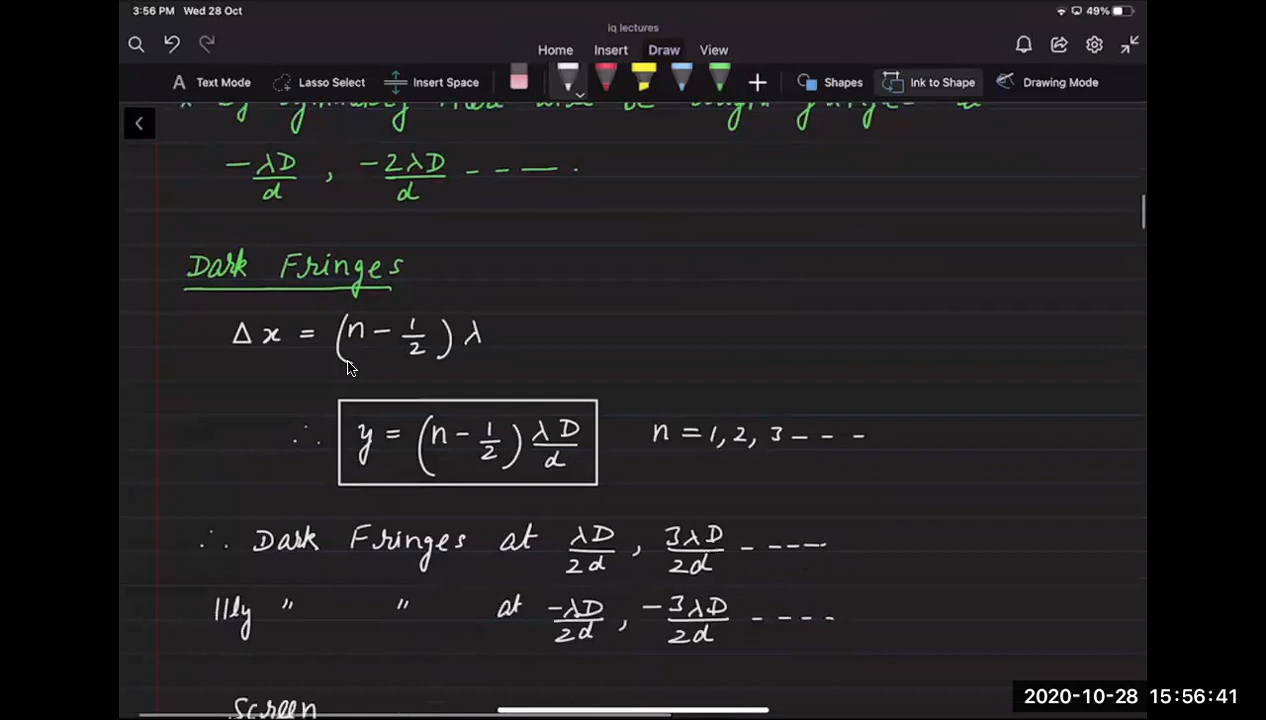 3:56 PM Wed 28 Oct
49%
iq lectures
Home Insert Draw View
Text Mode Lasso Select Insert Space Shapes Ink to Shape Drawing Mode
-λD/d , -2λD/d - - — .
Dark Fringes
Δx = (n - 1/2) λ
∴ y = (n - 1/2) λD/d n = 1, 2, 3 - - -
∴ Dark Fringes at λD/2d , 3λD/2d - - - -
|||ly " " at -λD/2d , -3λD/2d - - - -
Screen
2020-10-28 15:56:41